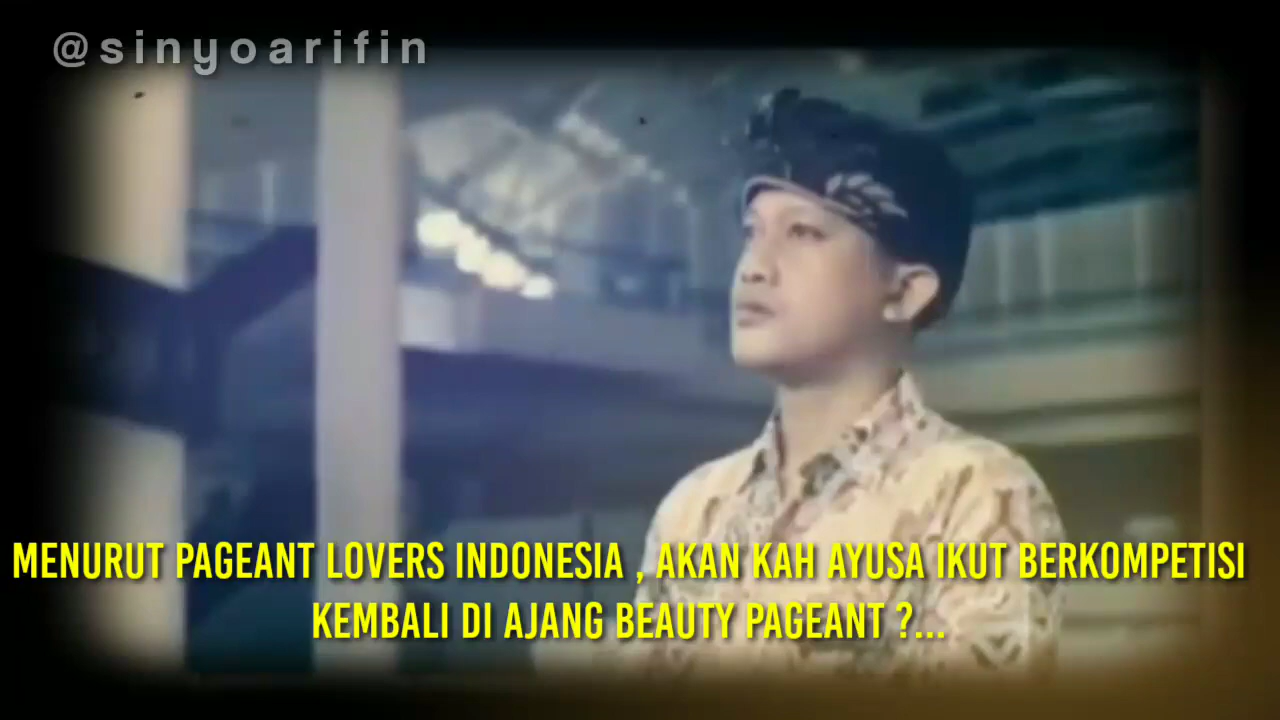 @sinyoarifin
MENURUT PAGEANT LOVERS INDONESIA , AKAN KAH AYUSA IKUT BERKOMPETISI
KEMBALI DI AJANG BEAUTY PAGEANT ?...